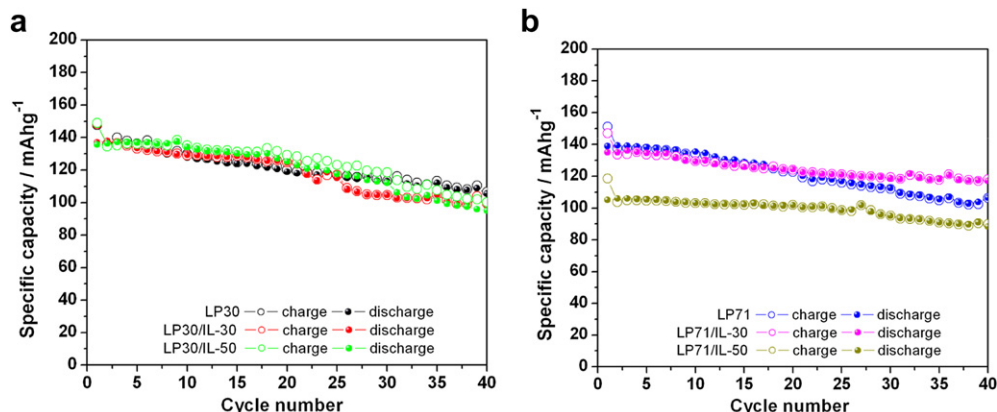 a
200
180
160
140
120
100
80
60
40
20
0
0 5 10 15 20 25 30 35 40
Specific capacity / mAhg⁻¹
Cycle number
LP30 charge discharge
LP30/IL-30 charge discharge
LP30/IL-50 charge discharge
b
200
180
160
140
120
100
80
60
40
20
0
0 5 10 15 20 25 30 35 40
Specific capacity / mAhg⁻¹
Cycle number
LP71 charge discharge
LP71/IL-30 charge discharge
LP71/IL-50 charge discharge